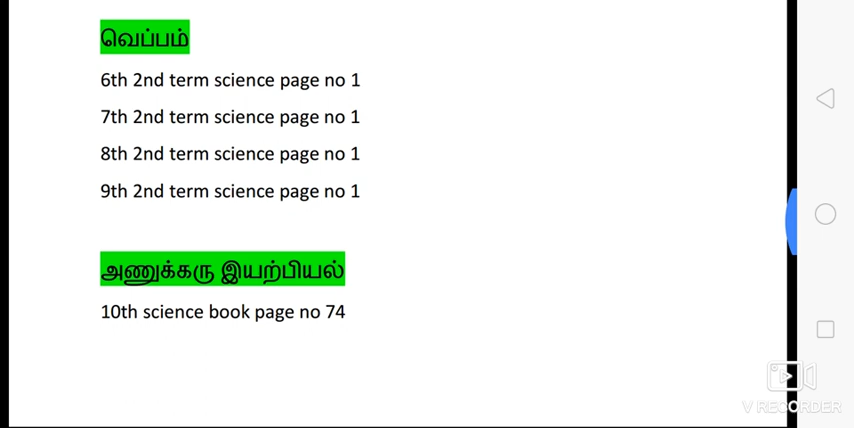 வெப்பம்
6th 2nd term science page no 1
7th 2nd term science page no 1
8th 2nd term science page no 1
9th 2nd term science page no 1
அணுக்கரு இயற்பியல்
10th science book page no 74
V RECORDER